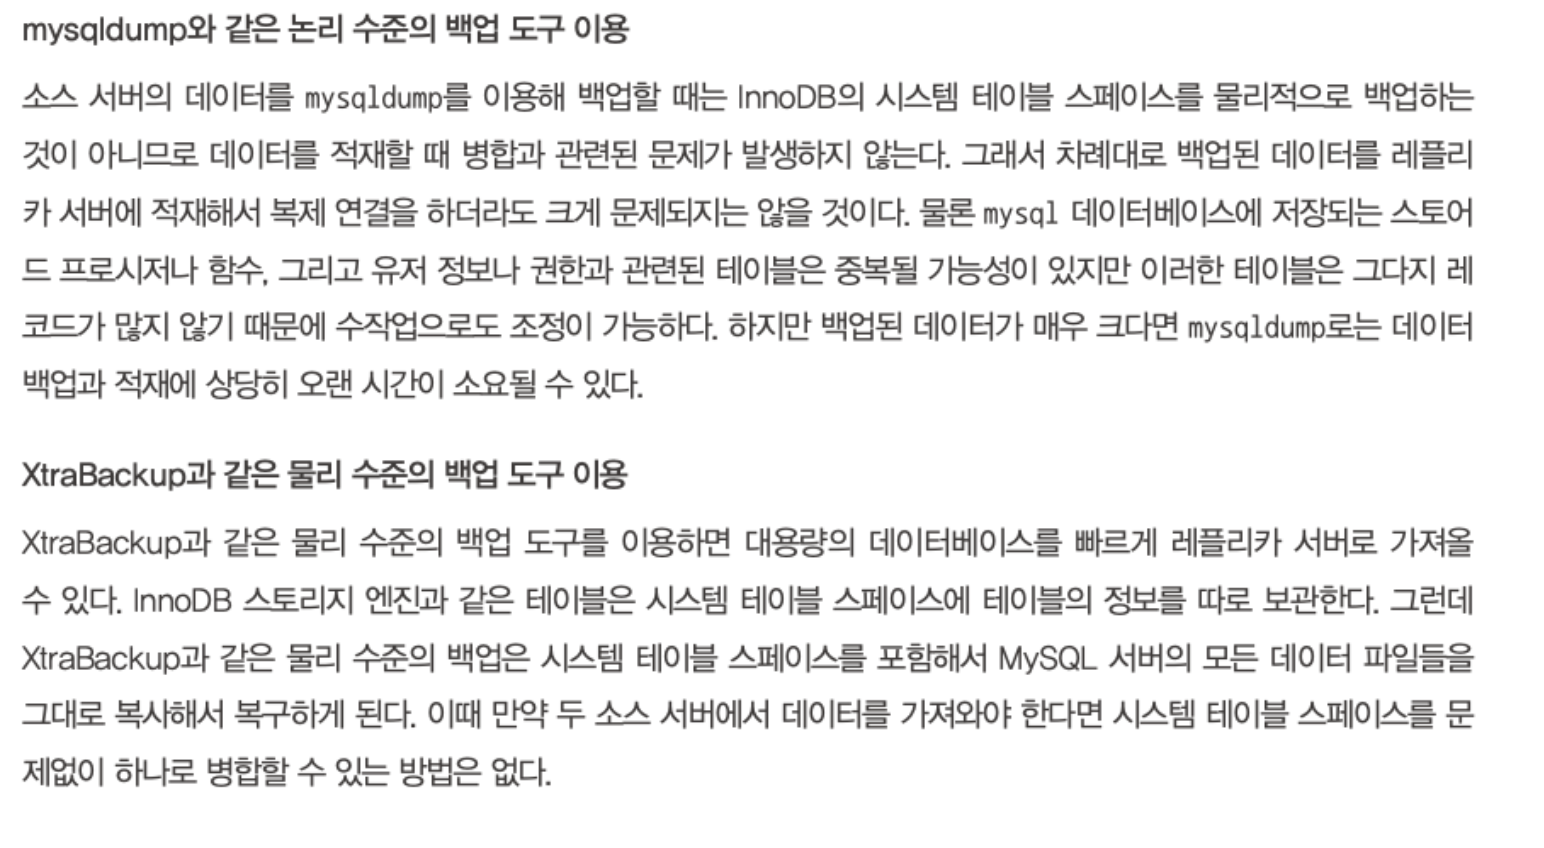 mysqldump와 같은 논리 수준의 백업 도구 이용
소스 서버의 데이터를 mysqldump를 이용해 백업할 때는 InnoDB의 시스템 테이블 스페이스를 물리적으로 백업하는
것이 아니므로 데이터를 적재할 때 병합과 관련된 문제가 발생하지 않는다. 그래서 차례대로 백업된 데이터를 레플리
카 서버에 적재해서 복제 연결을 하더라도 크게 문제되지는 않을 것이다. 물론 mysql 데이터베이스에 저장되는 스토어
드 프로시저나 함수, 그리고 유저 정보나 권한과 관련된 테이블은 중복될 가능성이 있지만 이러한 테이블은 그다지 레
코드가 많지 않기 때문에 수작업으로도 조정이 가능하다. 하지만 백업된 데이터가 매우 크다면 mysqldump로는 데이터
백업과 적재에 상당히 오랜 시간이 소요될 수 있다.
XtraBackup과 같은 물리 수준의 백업 도구 이용
XtraBackup과 같은 물리 수준의 백업 도구를 이용하면 대용량의 데이터베이스를 빠르게 레플리카 서버로 가져올
수 있다. InnoDB 스토리지 엔진과 같은 테이블은 시스템 테이블 스페이스에 테이블의 정보를 따로 보관한다. 그런데
XtraBackup과 같은 물리 수준의 백업은 시스템 테이블 스페이스를 포함해서 MySQL 서버의 모든 데이터 파일들을
그대로 복사해서 복구하게 된다. 이때 만약 두 소스 서버에서 데이터를 가져와야 한다면 시스템 테이블 스페이스를 문
제없이 하나로 병합할 수 있는 방법은 없다.